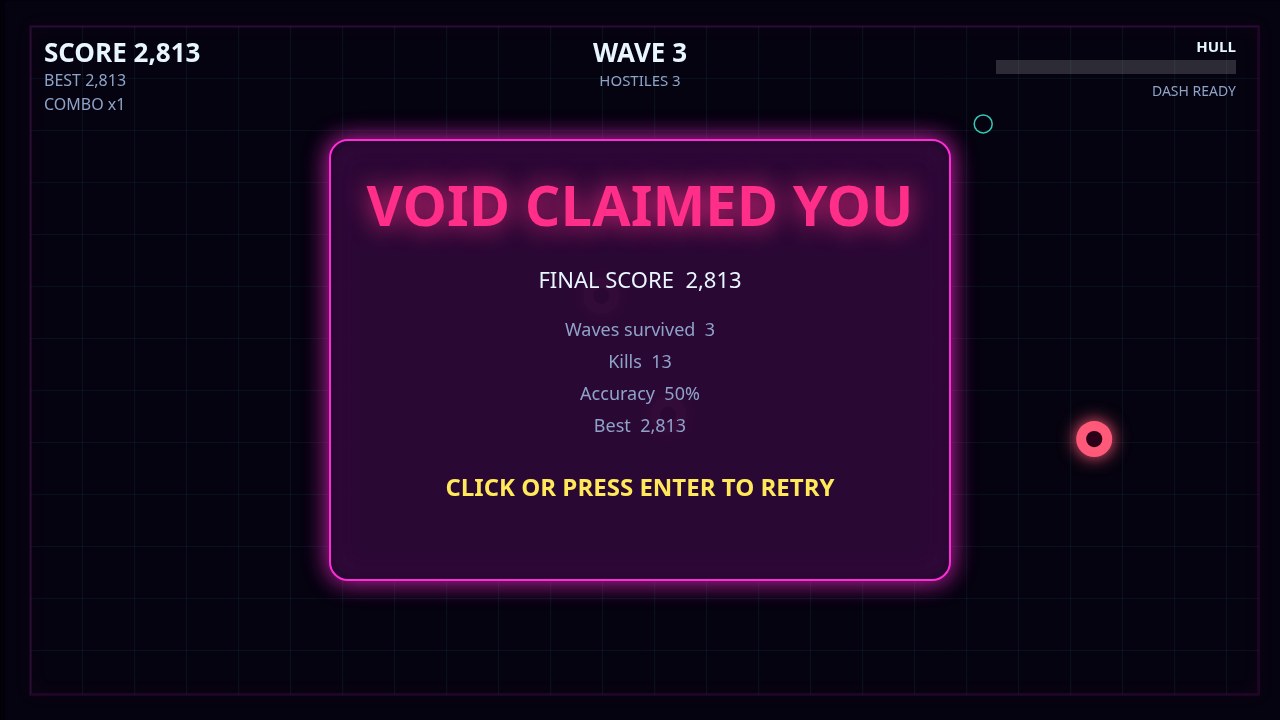 SCORE 2,813
BEST 2,813
COMBO x1
WAVE 3
HOSTILES 3
HULL
DASH READY
VOID CLAIMED YOU
FINAL SCORE 2,813
Waves survived 3
Kills 13
Accuracy 50%
Best 2,813
CLICK OR PRESS ENTER TO RETRY